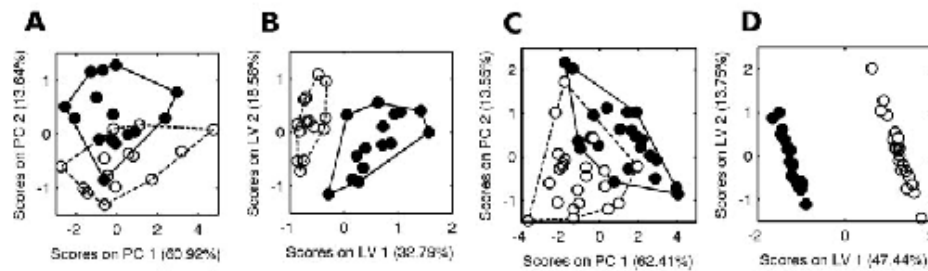 A
Scores on PC 2 (13.64%)
1
0
-1
-2
0
2
4
Scores on PC 1 (60.92%)
B
Scores on LV 2 (18.58%)
1
0
-1
-1
0
1
2
Scores on LV 1 (32.79%)
C
Scores on PC 2 (13.55%)
2
1
0
-1
-4
-2
0
2
4
Scores on PC 1 (62.41%)
D
Scores on LV 2 (13.75%)
2
1
0
-1
-2
0
2
Scores on LV 1 (47.44%)